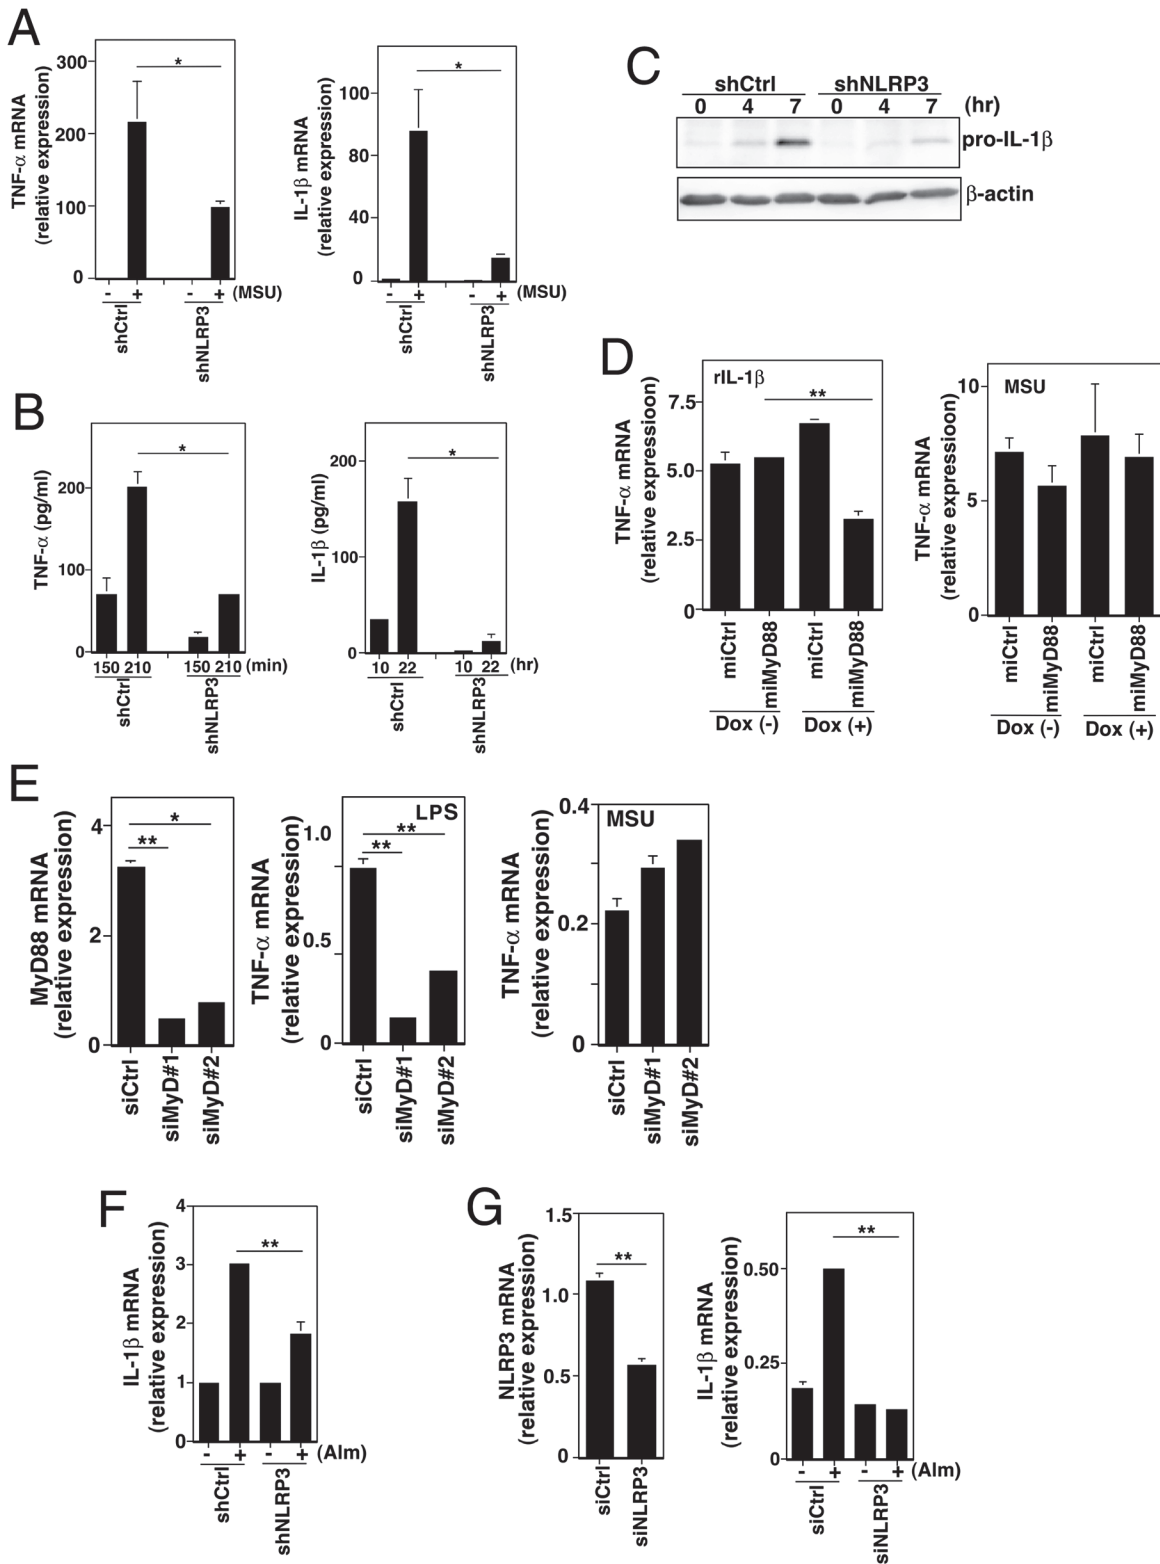 A
TNF-α mRNA
(relative expression)
300
200
100
0
*
- + - + (MSU)
shCtrl
shNLRP3
IL-1β mRNA
(relative expression)
100
80
40
0
*
- + - + (MSU)
shCtrl
shNLRP3
B
TNF-α (pg/ml)
200
100
0
*
150 210 150 210 (min)
shCtrl
shNLRP3
IL-1β (pg/ml)
200
100
0
*
10 22 10 22 (hr)
shCtrl
shNLRP3
C
shCtrl shNLRP3
0 4 7 0 4 7 (hr)
pro-IL-1β
β-actin
D
rIL-1β
TNF-α mRNA
(relative expressioon)
7.5
5.0
2.5
0
**
miCtrl
miMyD88
miCtrl
miMyD88
Dox (-) Dox (+)
MSU
TNF-α mRNA
(relative expressioon)
10
5
0
miCtrl
miMyD88
miCtrl
miMyD88
Dox (-) Dox (+)
E
MyD88 mRNA
(relative expression)
4
2
0
*
**
siCtrl
siMyD#1
siMyD#2
LPS
TNF-α mRNA
(relative expression)
1.0
0.5
0
**
**
siCtrl
siMyD#1
siMyD#2
MSU
TNF-α mRNA
(relative expression)
0.4
0.2
0
siCtrl
siMyD#1
siMyD#2
F
IL-1β mRNA
(relative expression)
4
3
2
1
0
**
- + - + (Alm)
shCtrl
shNLRP3
G
NLRP3 mRNA
(relative expression)
1.5
1.0
0.5
0
**
siCtrl
siNLRP3
IL-1β mRNA
(relative expression)
0.50
0.25
0
**
- + - + (Alm)
siCtrl
siNLRP3